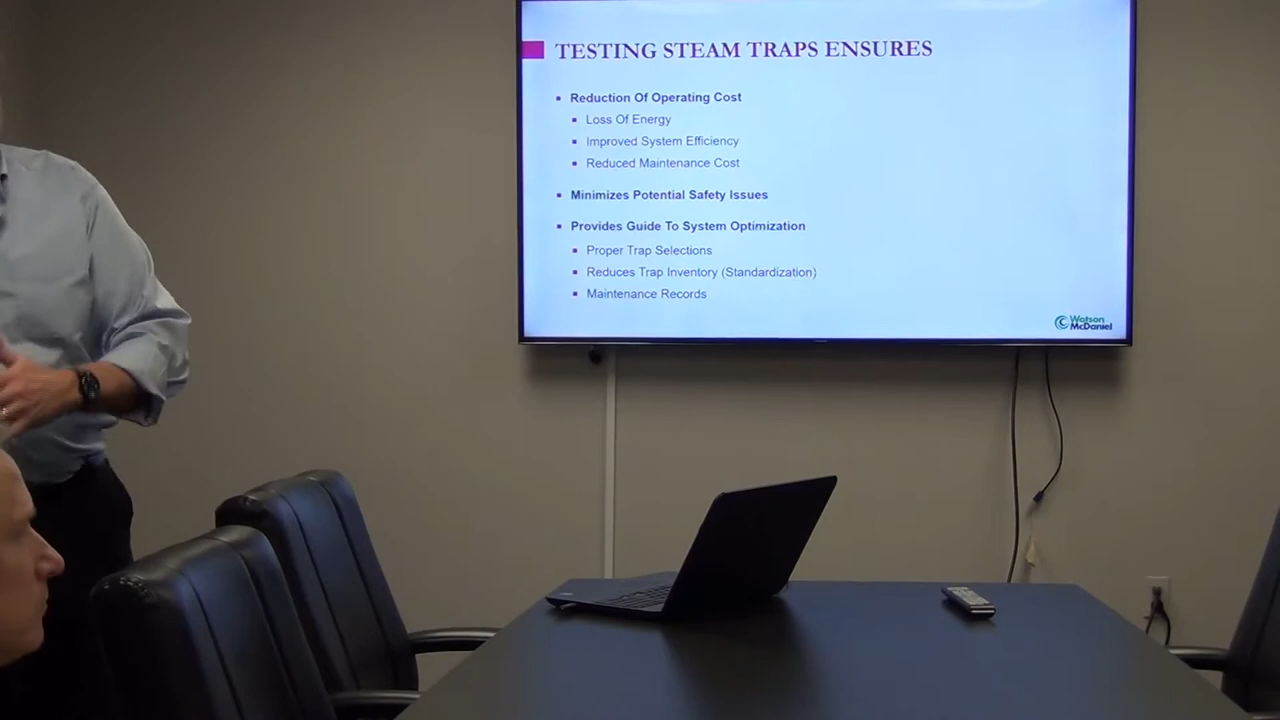 TESTING STEAM TRAPS ENSURES
Reduction Of Operating Cost
Loss Of Energy
Improved System Efficiency
Reduced Maintenance Cost
Minimizes Potential Safety Issues
Provides Guide To System Optimization
Proper Trap Selections
Reduces Trap Inventory (Standardization)
Maintenance Records
Watson
McDaniel